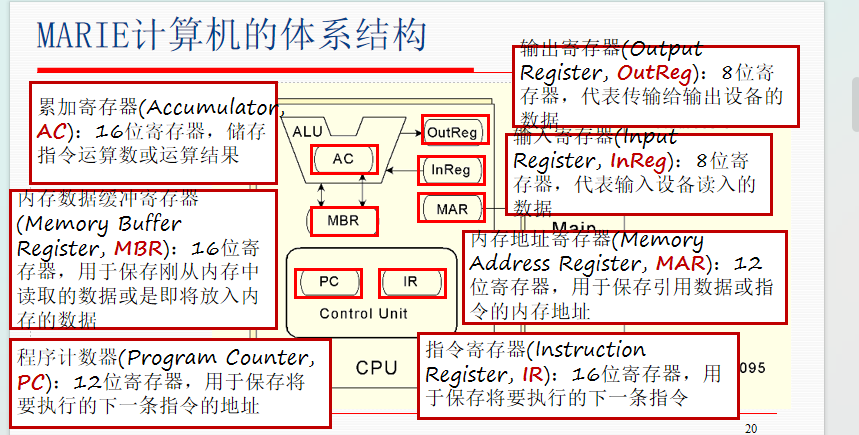 MARIE计算机的体系结构
输出寄存器(Output
Register, OutReg)：8位寄
存器，代表传输给输出设备的
数据
累加寄存器(Accumulator,
AC)：16位寄存器，储存
指令运算数或运算结果
输入寄存器(Input
Register, InReg)：8位寄
存器，代表输入设备读入的
数据
ALU
AC
OutReg
InReg
MAR
MBR
Main
内存数据缓冲寄存器
(Memory Buffer
Register, MBR)：16位寄
存器，用于保存刚从内存中
读取的数据或是即将放入内
存的数据
内存地址寄存器(Memory
Address Register, MAR)：12
位寄存器，用于保存引用数据或指
令的内存地址
PC
IR
Control Unit
CPU
程序计数器(Program Counter,
PC)：12位寄存器，用于保存将
要执行的下一条指令的地址
指令寄存器(Instruction
Register, IR)：16位寄存器，用
于保存将要执行的下一条指令
095
20